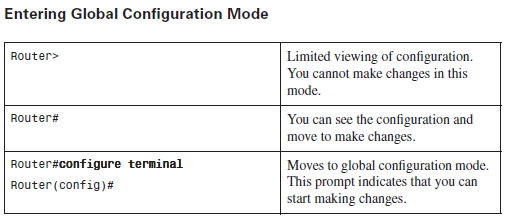 Entering Global Configuration Mode
Router>
Limited viewing of configuration.
You cannot make changes in this
mode.
Router#
You can see the configuration and
move to make changes.
Router#configure terminal
Router(config)#
Moves to global configuration mode.
This prompt indicates that you can
start making changes.